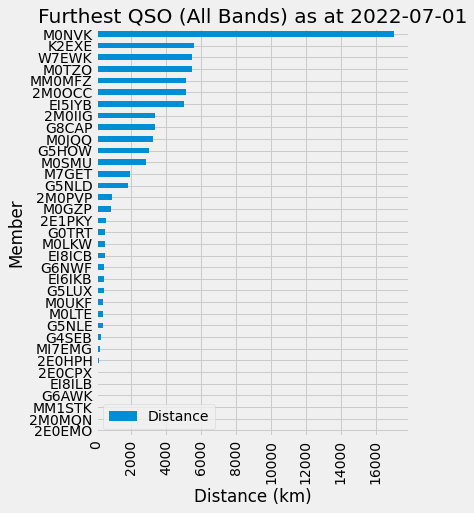 Furthest QSO (All Bands) as at 2022-07-01
M0NVK
K2EXE
W7EWK
M0TZO
MM0MFZ
2M0OCC
EI5IYB
2M0IIG
G8CAP
M0JQQ
G5HOW
M0SMU
M7GET
G5NLD
2M0PVP
M0GZP
2E1PKY
G0TRT
M0LKW
EI8ICB
G6NWF
EI6IKB
G5LUX
M0UKF
M0LTE
G5NLE
G4SEB
MI7EMG
2E0HPH
2E0CPX
EI8ILB
G6AWK
MM1STK
2M0MQN
2E0EMO
Member
Distance
0 2000 4000 6000 8000 10000 12000 14000 16000
Distance (km)